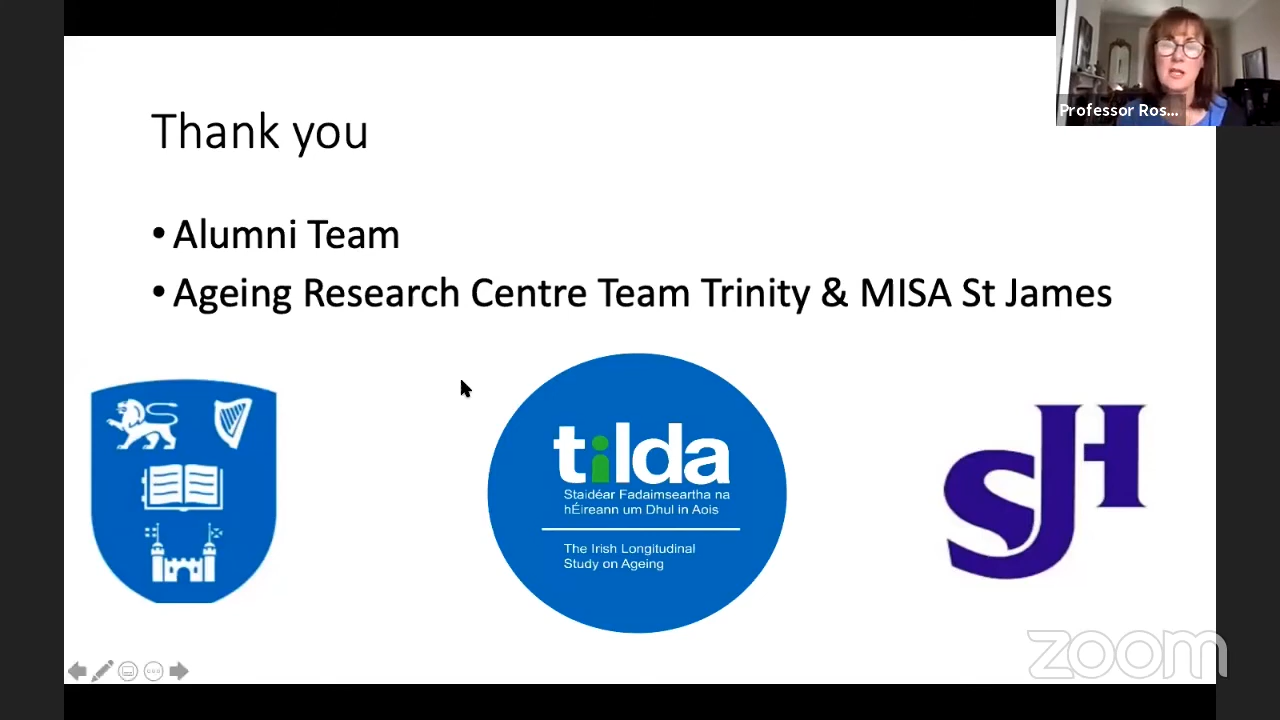 Professor Ros...
Thank you
• Alumni Team
• Ageing Research Centre Team Trinity & MISA St James
tilda
Staidéar Fadaimseartha na
hÉireann um Dhul in Aois
The Irish Longitudinal
Study on Ageing
SJH
zoom